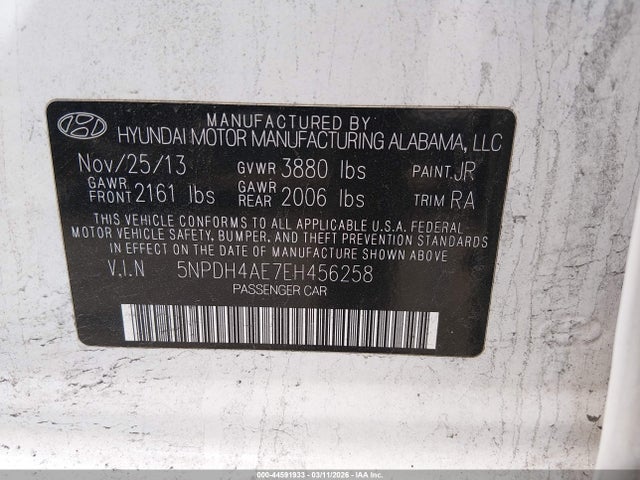 MANUFACTURED BY
HYUNDAI MOTOR MANUFACTURING ALABAMA, LLC
Nov/25/13 GVWR 3880 lbs PAINT JR
GAWR FRONT 2161 lbs GAWR REAR 2006 lbs TRIM RA
THIS VEHICLE CONFORMS TO ALL APPLICABLE U.S.A. FEDERAL
MOTOR VEHICLE SAFETY, BUMPER, AND THEFT PREVENTION STANDARDS
IN EFFECT ON THE DATE OF MANUFACTURE SHOWN ABOVE.
V.I.N 5NPDH4AE7EH456258
PASSENGER CAR
000-44591933 - 03/11/2026 - © IAA Inc.